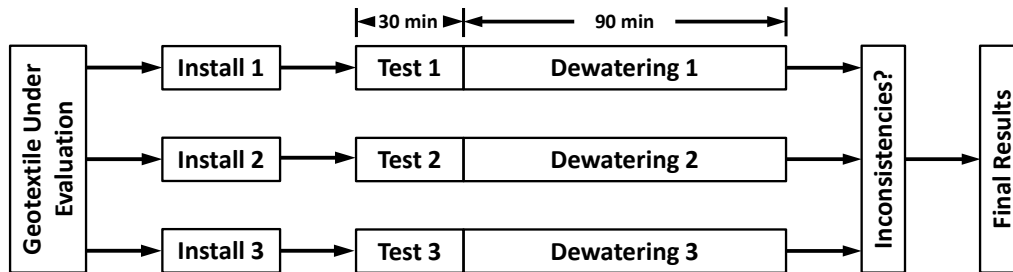 30 min
90 min
Geotextile Under
Evaluation
Install 1
Test 1
Dewatering 1
Install 2
Test 2
Dewatering 2
Install 3
Test 3
Dewatering 3
Inconsistencies?
Final Results